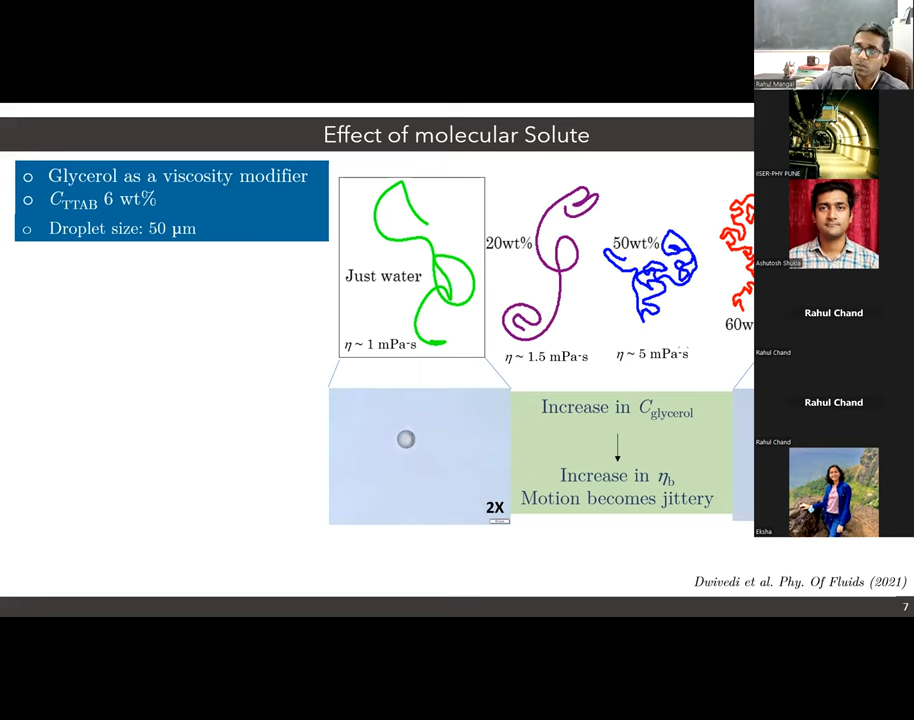 Effect of molecular Solute
Glycerol as a viscosity modifier
C_TTAB 6 wt%
Droplet size: 50 µm
Just water
η ~ 1 mPa-s
20wt%
η ~ 1.5 mPa-s
50wt%
η ~ 5 mPa-s
60w
2X
Increase in C_glycerol
Increase in η_b
Motion becomes jittery
Dwivedi et al. Phy. Of Fluids (2021)
7
Rahul Mangal
IISER-PHY PUNE
Ashutosh Shukla
Rahul Chand
Rahul Chand
Rahul Chand
Rahul Chand
Eksha